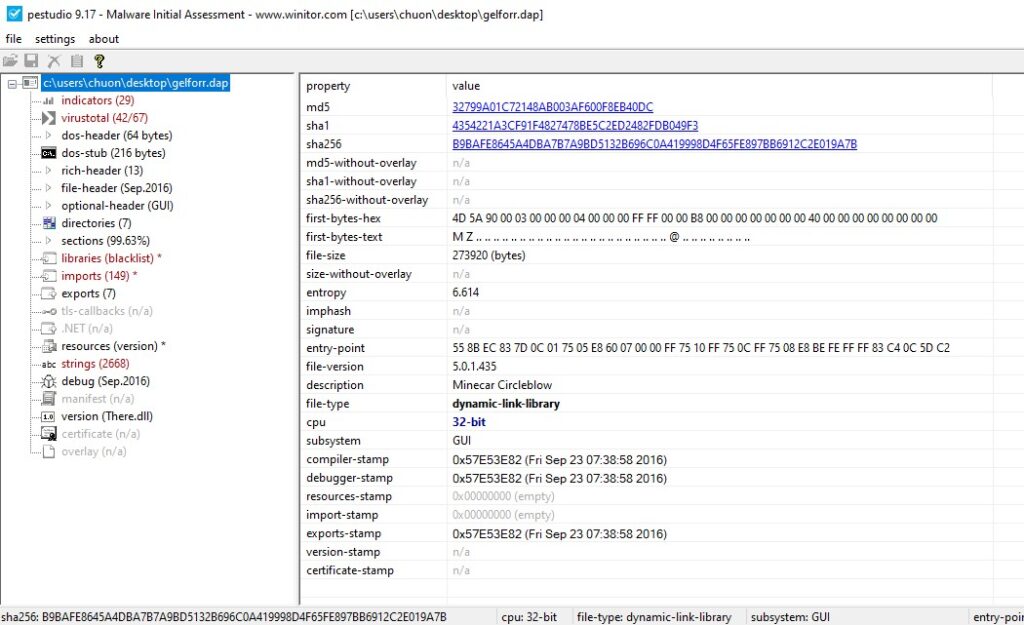 pestudio 9.17 - Malware Initial Assessment - www.winitor.com [c:\users\chuon\desktop\gelforr.dap]
file settings about
c:\users\chuon\desktop\gelforr.dap
indicators (29)
virustotal (42/67)
dos-header (64 bytes)
dos-stub (216 bytes)
rich-header (13)
file-header (Sep.2016)
optional-header (GUI)
directories (7)
sections (99.63%)
libraries (blacklist) *
imports (149) *
exports (7)
tls-callbacks (n/a)
.NET (n/a)
resources (version) *
abc strings (2668)
debug (Sep.2016)
manifest (n/a)
1.0 version (There.dll)
certificate (n/a)
overlay (n/a)
property value
md5 32799A01C72148AB003AF600F8EB40DC
sha1 4354221A3CF91F4827478BE5C2ED2482FDB049F3
sha256 B9BAFE8645A4DBA7B7A9BD5132B696C0A419998D4F65FE897BB6912C2E019A7B
md5-without-overlay n/a
sha1-without-overlay n/a
sha256-without-overlay n/a
first-bytes-hex 4D 5A 90 00 03 00 00 00 04 00 00 00 FF FF 00 00 B8 00 00 00 00 00 00 00 40 00 00 00 00 00 00 00
first-bytes-text M Z .. .. .. .. .. .. .. .. .. .. .. .. .. .. .. .. .. .. .. .. .. .. @ .. .. .. .. .. .. ..
file-size 273920 (bytes)
size-without-overlay n/a
entropy 6.614
imphash n/a
signature n/a
entry-point 55 8B EC 83 7D 0C 01 75 05 E8 60 07 00 00 FF 75 10 FF 75 0C FF 75 08 E8 BE FE FF FF 83 C4 0C 5D C2
file-version 5.0.1.435
description Minecar Circleblow
file-type dynamic-link-library
cpu 32-bit
subsystem GUI
compiler-stamp 0x57E53E82 (Fri Sep 23 07:38:58 2016)
debugger-stamp 0x57E53E82 (Fri Sep 23 07:38:58 2016)
resources-stamp 0x00000000 (empty)
import-stamp 0x00000000 (empty)
exports-stamp 0x57E53E82 (Fri Sep 23 07:38:58 2016)
version-stamp n/a
certificate-stamp n/a
sha256: B9BAFE8645A4DBA7B7A9BD5132B696C0A419998D4F65FE897BB6912C2E019A7B cpu: 32-bit file-type: dynamic-link-library subsystem: GUI entry-poi